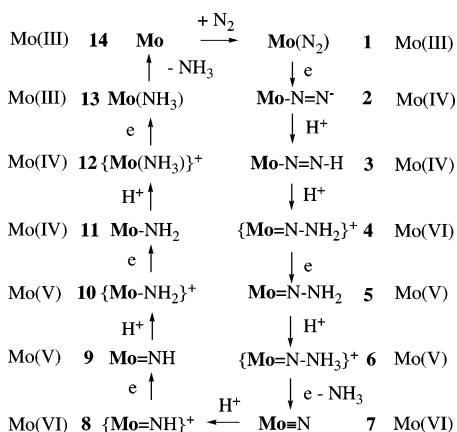 Mo(III) 14 Mo + N₂ Mo(N₂) 1 Mo(III)
- NH₃ e
Mo(III) 13 Mo(NH₃) Mo-N=N⁻ 2 Mo(IV)
e H⁺
Mo(IV) 12 {Mo(NH₃)}⁺ Mo-N=N-H 3 Mo(IV)
H⁺ H⁺
Mo(IV) 11 Mo-NH₂ {Mo=N-NH₂}⁺ 4 Mo(VI)
e e
Mo(V) 10 {Mo-NH₂}⁺ Mo=N-NH₂ 5 Mo(V)
H⁺ H⁺
Mo(V) 9 Mo=NH {Mo=N-NH₃}⁺ 6 Mo(V)
e e - NH₃
Mo(VI) 8 {Mo=NH}⁺ H⁺ Mo≡N 7 Mo(VI)